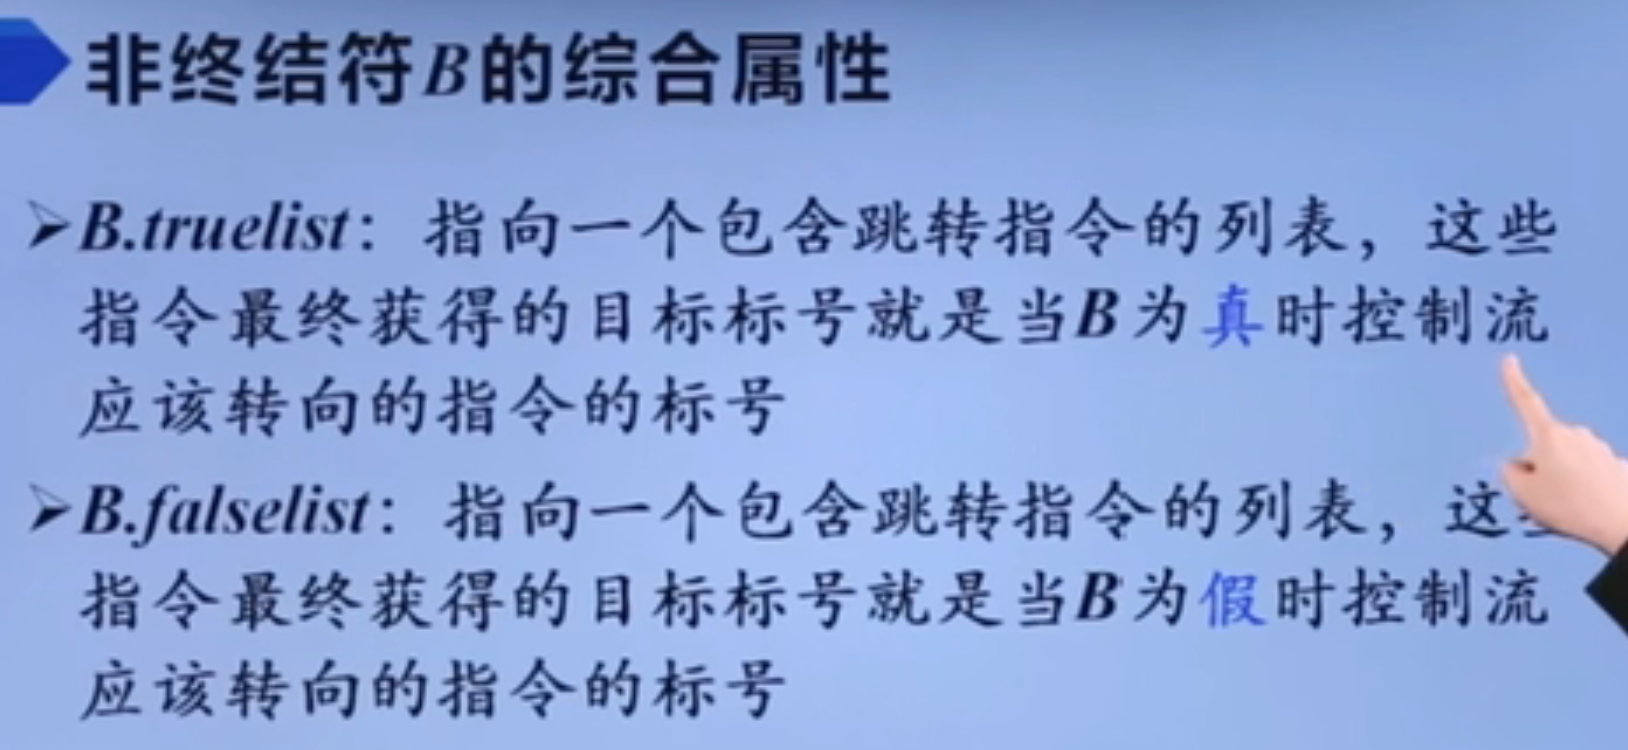 非终结符B的综合属性
B.truelist：指向一个包含跳转指令的列表，这些
指令最终获得的目标标号就是当B为真时控制流
应该转向的指令的标号
B.falselist：指向一个包含跳转指令的列表，这些
指令最终获得的目标标号就是当B为假时控制流
应该转向的指令的标号